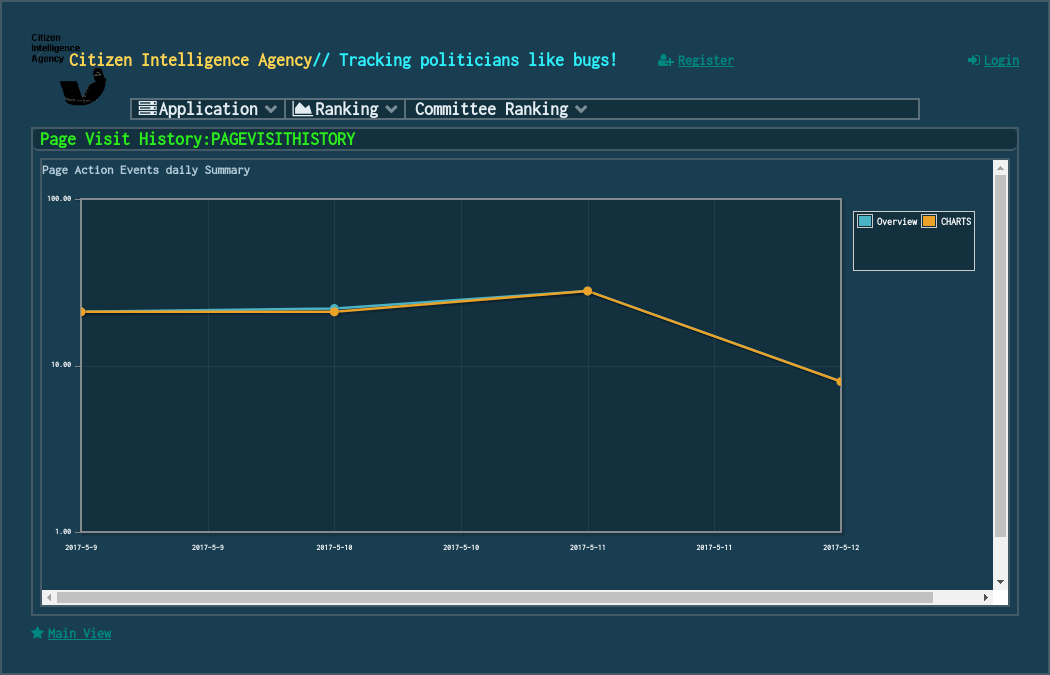 Citizen
Intelligence
Agency
Citizen Intelligence Agency// Tracking politicians like bugs!
Register
Login
Application
Ranking
Committee Ranking
Page Visit History:PAGEVISITHISTORY
Page Action Events daily Summary
100.00
10.00
1.00
2017-5-9 2017-5-9 2017-5-10 2017-5-10 2017-5-11 2017-5-11 2017-5-12
Overview CHARTS
Main View